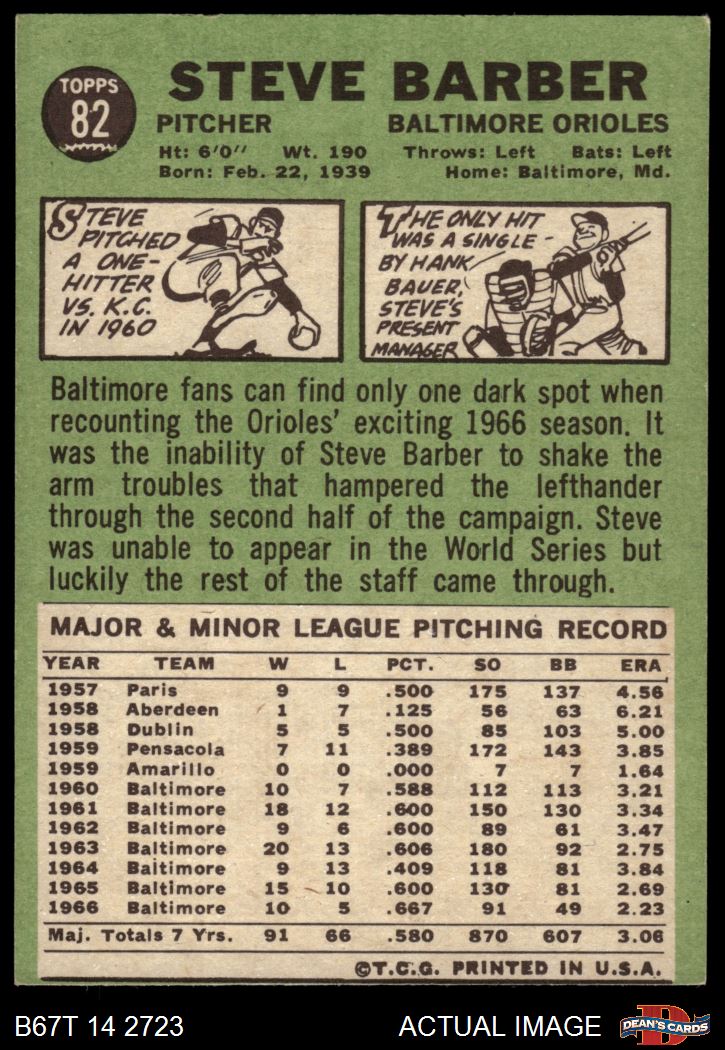 TOPPS
82
STEVE BARBER
PITCHER BALTIMORE ORIOLES
Ht: 6'0" Wt. 190 Throws: Left Bats: Left
Born: Feb. 22, 1939 Home: Baltimore, Md.
STEVE
PITCHED
A ONE-
HITTER
VS. K.C.
IN 1960
THE ONLY HIT
WAS A SINGLE -
BY HANK
BAUER,
STEVE'S
PRESENT
MANAGER
Baltimore fans can find only one dark spot when
recounting the Orioles' exciting 1966 season. It
was the inability of Steve Barber to shake the
arm troubles that hampered the lefthander
through the second half of the campaign. Steve
was unable to appear in the World Series but
luckily the rest of the staff came through.
MAJOR & MINOR LEAGUE PITCHING RECORD
YEAR TEAM W L PCT. SO BB ERA
1957 Paris 9 9 .500 175 137 4.56
1958 Aberdeen 1 7 .125 56 63 6.21
1958 Dublin 5 5 .500 85 103 5.00
1959 Pensacola 7 11 .389 172 143 3.85
1959 Amarillo 0 0 .000 7 7 1.64
1960 Baltimore 10 7 .588 112 113 3.21
1961 Baltimore 18 12 .600 150 130 3.34
1962 Baltimore 9 6 .600 89 61 3.47
1963 Baltimore 20 13 .606 180 92 2.75
1964 Baltimore 9 13 .409 118 81 3.84
1965 Baltimore 15 10 .600 130 81 2.69
1966 Baltimore 10 5 .667 91 49 2.23
Maj. Totals 7 Yrs. 91 66 .580 870 607 3.06
©T.C.G. PRINTED IN U.S.A.
B67T 14 2723 ACTUAL IMAGE
D
DEAN'S CARDS